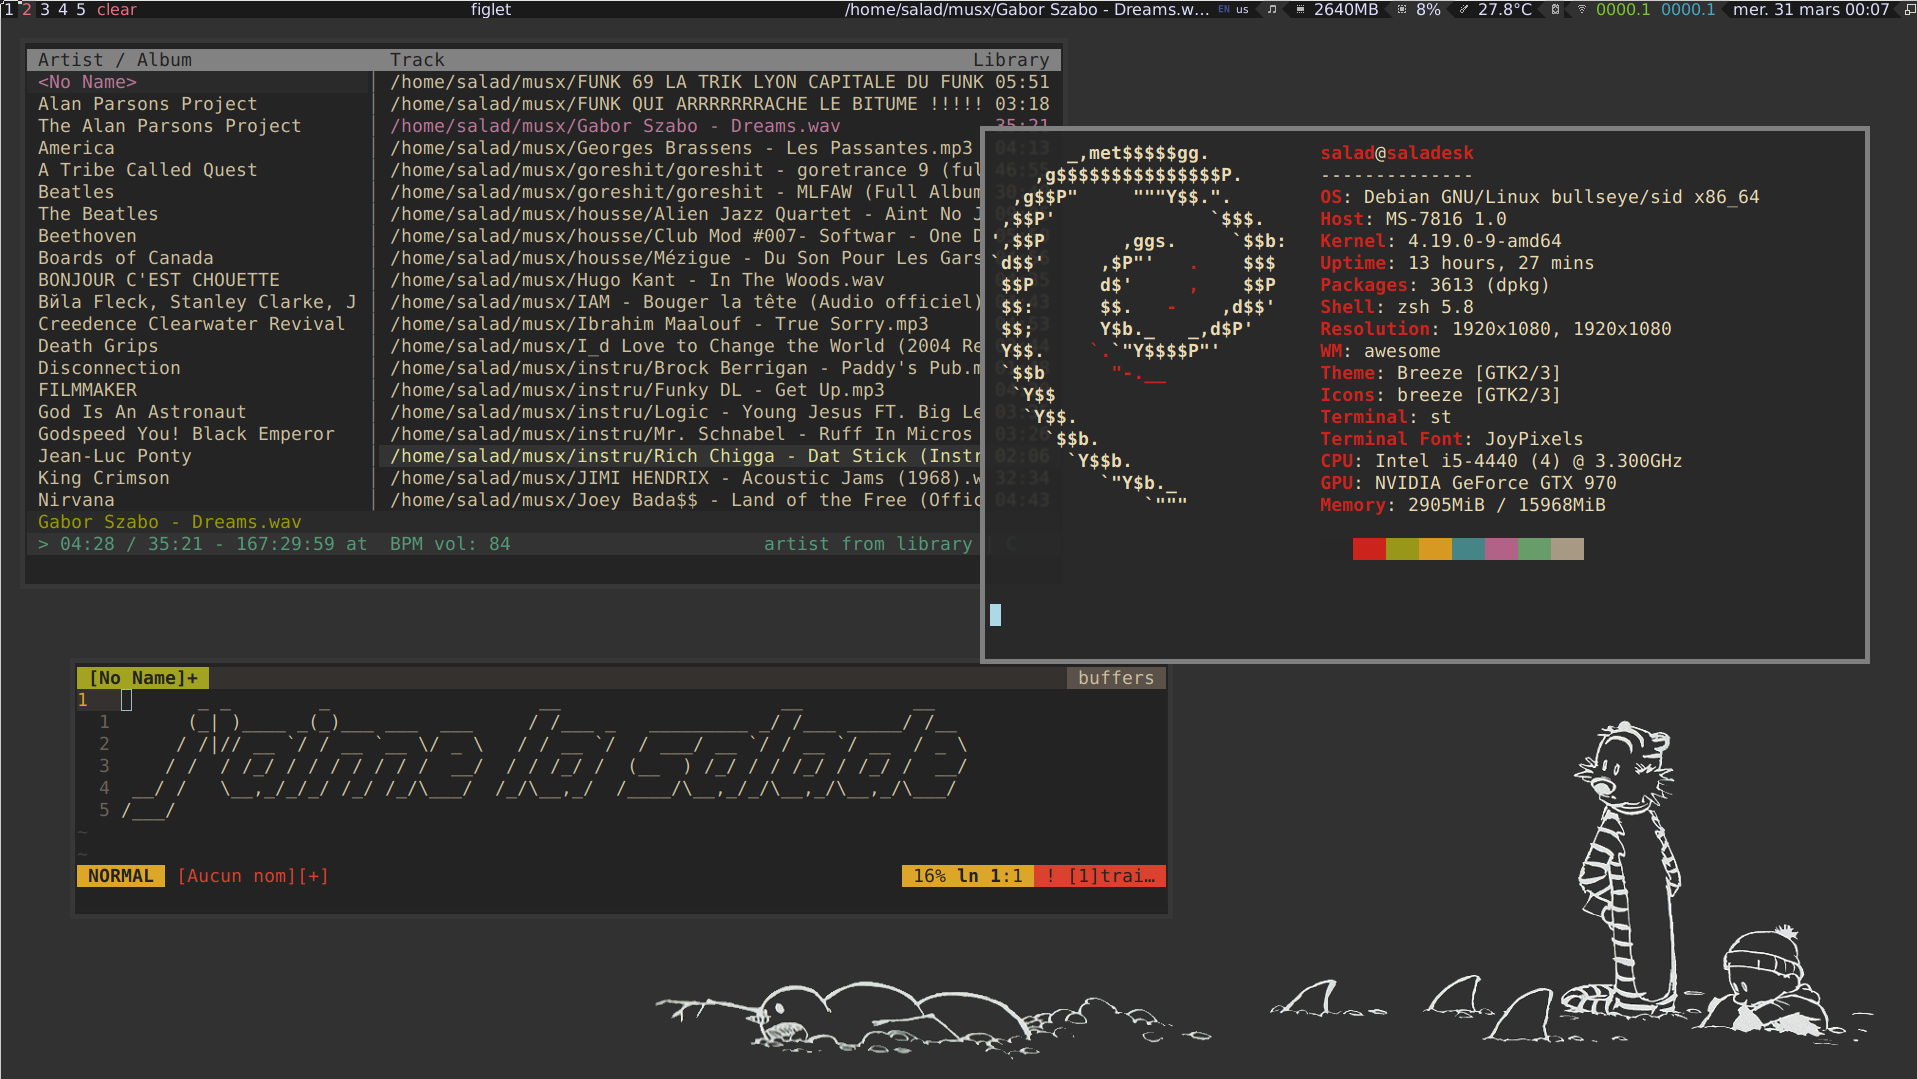 1 2 3 4 5 clear
figlet
/home/salad/musx/Gabor Szabo - Dreams.w... EN us 2640MB 8% 27.8°C 0000.1 0000.1 mer. 31 mars 00:07
Artist / Album Track Library
<No Name> /home/salad/musx/FUNK 69 LA TRIK LYON CAPITALE DU FUNK 05:51
Alan Parsons Project /home/salad/musx/FUNK QUI ARRRRRRRACHE LE BITUME !!!!! 03:18
The Alan Parsons Project /home/salad/musx/Gabor Szabo - Dreams.wav 35:21
America /home/salad/musx/Georges Brassens - Les Passantes.mp3 04:13
A Tribe Called Quest /home/salad/musx/goreshit/goreshit - goretrance 9 (ful
Beatles /home/salad/musx/goreshit/goreshit - MLFAW (Full Album
The Beatles /home/salad/musx/housse/Alien Jazz Quartet - Aint No J
Beethoven /home/salad/musx/housse/Club Mod #007- Softwar - One D
Boards of Canada /home/salad/musx/housse/Mézigue - Du Son Pour Les Gars
BONJOUR C'EST CHOUETTE /home/salad/musx/Hugo Kant - In The Woods.wav
Bйla Fleck, Stanley Clarke, J /home/salad/musx/IAM - Bouger la tête (Audio officiel)
Creedence Clearwater Revival /home/salad/musx/Ibrahim Maalouf - True Sorry.mp3
Death Grips /home/salad/musx/I_d Love to Change the World (2004 Re
Disconnection /home/salad/musx/instru/Brock Berrigan - Paddy's Pub.m
FILMMAKER /home/salad/musx/instru/Funky DL - Get Up.mp3
God Is An Astronaut /home/salad/musx/instru/Logic - Young Jesus FT. Big Le
Godspeed You! Black Emperor /home/salad/musx/instru/Mr. Schnabel - Ruff In Micros
Jean-Luc Ponty /home/salad/musx/instru/Rich Chigga - Dat Stick (Instr 02:06
King Crimson /home/salad/musx/JIMI HENDRIX - Acoustic Jams (1968).w 32:34
Nirvana /home/salad/musx/Joey Bada$$ - Land of the Free (Offic 04:43
Gabor Szabo - Dreams.wav
> 04:28 / 35:21 - 167:29:59 at BPM vol: 84 artist from library | C
salad@saladesk
--------------
OS: Debian GNU/Linux bullseye/sid x86_64
Host: MS-7816 1.0
Kernel: 4.19.0-9-amd64
Uptime: 13 hours, 27 mins
Packages: 3613 (dpkg)
Shell: zsh 5.8
Resolution: 1920x1080, 1920x1080
WM: awesome
Theme: Breeze [GTK2/3]
Icons: breeze [GTK2/3]
Terminal: st
Terminal Font: JoyPixels
CPU: Intel i5-4440 (4) @ 3.300GHz
GPU: NVIDIA GeForce GTX 970
Memory: 2905MiB / 15968MiB
[No Name]+ buffers
1
1
2
3
4
5
j'aime la salade
~
~
NORMAL [Aucun nom][+] 16% ln 1:1 ! [1]trai…